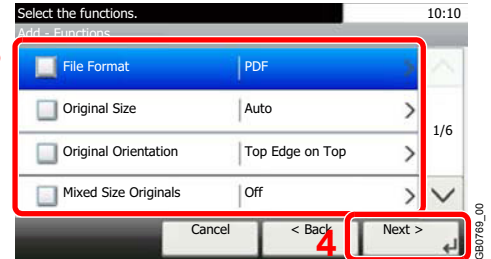 Select the functions. 10:10
Add - Functions
File Format PDF
Original Size Auto
1/6
Original Orientation Top Edge on Top
Mixed Size Originals Off
Cancel < Back Next >
4
GB0769_00